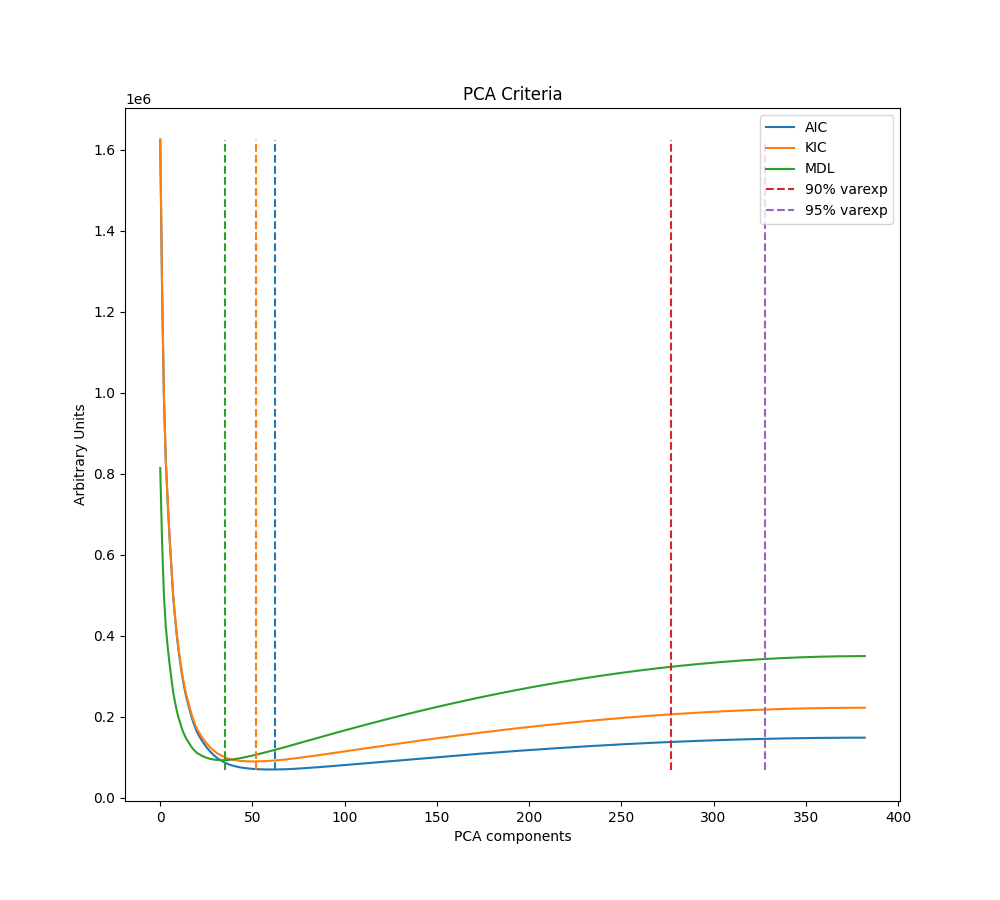 PCA Criteria
1e6
1.6
1.4
1.2
1.0
0.8
0.6
0.4
0.2
0.0
Arbitrary Units
AIC
KIC
MDL
90% varexp
95% varexp
0 50 100 150 200 250 300 350 400
PCA components